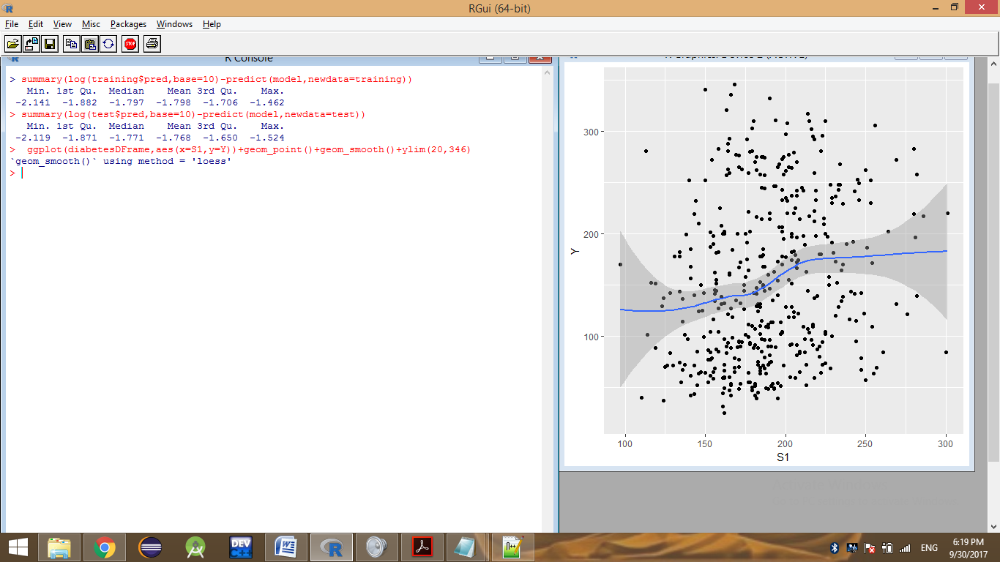 RGui (64-bit)
File Edit View Misc Packages Windows Help
STOP
R Console
> summary(log(training$pred,base=10)-predict(model,newdata=training))
Min. 1st Qu. Median Mean 3rd Qu. Max.
-2.141 -1.882 -1.797 -1.798 -1.706 -1.462
> summary(log(test$pred,base=10)-predict(model,newdata=test))
Min. 1st Qu. Median Mean 3rd Qu. Max.
-2.119 -1.871 -1.771 -1.768 -1.650 -1.524
> ggplot(diabetesDFrame,aes(x=S1,y=Y))+geom_point()+geom_smooth()+ylim(20,346)
`geom_smooth()` using method = 'loess'
>
300
200
100
Y
100 150 200 250 300
S1
DEV
C++
W
R
ENG
6:19 PM
9/30/2017